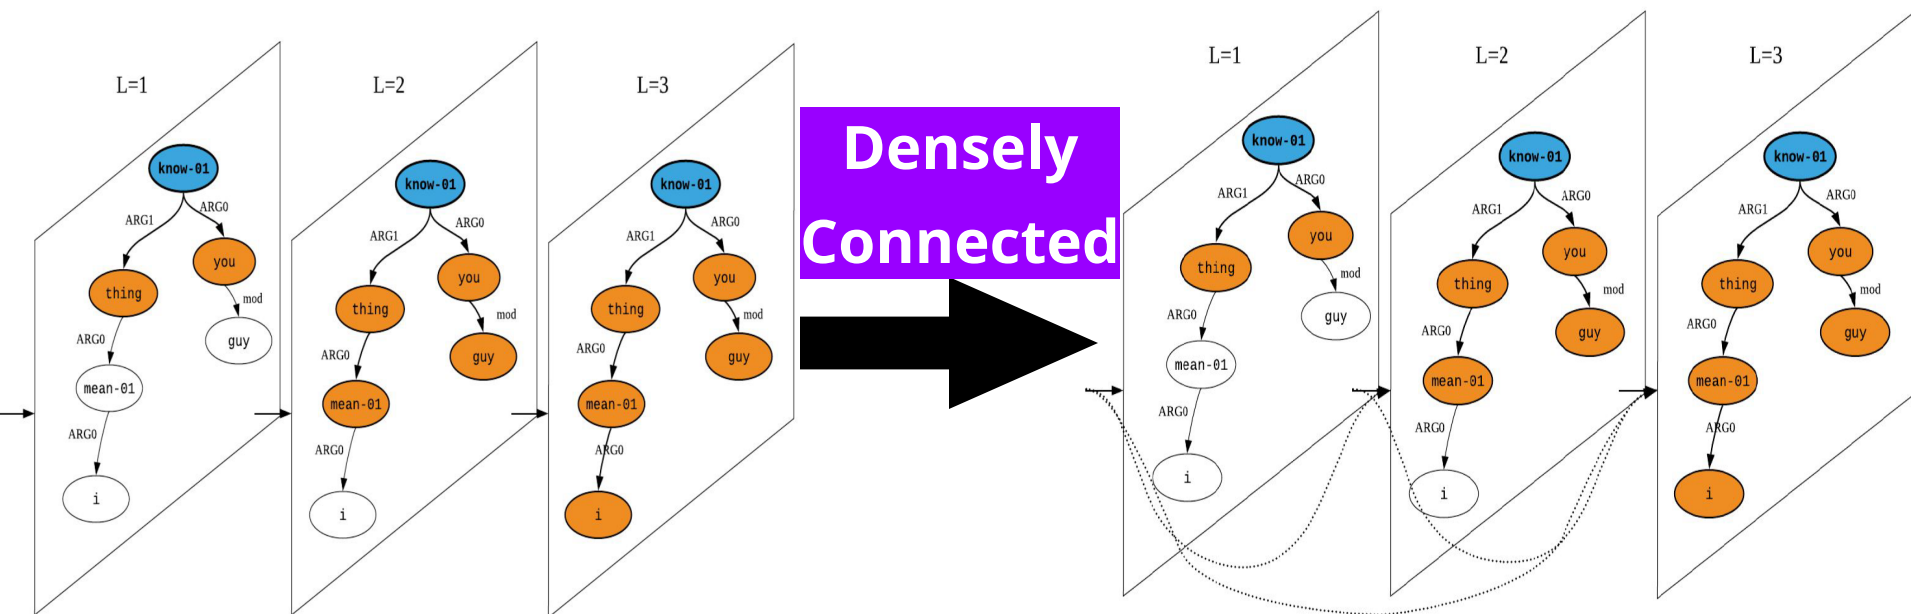 L=1
know-01
ARG1
ARG0
you
thing
mod
ARG0
guy
mean-01
ARG0
i
L=2
know-01
ARG1
ARG0
you
thing
mod
ARG0
guy
mean-01
ARG0
i
L=3
know-01
ARG1
ARG0
you
thing
mod
ARG0
guy
mean-01
ARG0
i
Densely
Connected
L=1
know-01
ARG1
ARG0
you
thing
mod
ARG0
guy
mean-01
ARG0
i
L=2
know-01
ARG1
ARG0
you
thing
mod
ARG0
guy
mean-01
ARG0
i
L=3
know-01
ARG1
ARG0
you
thing
mod
ARG0
guy
mean-01
ARG0
i